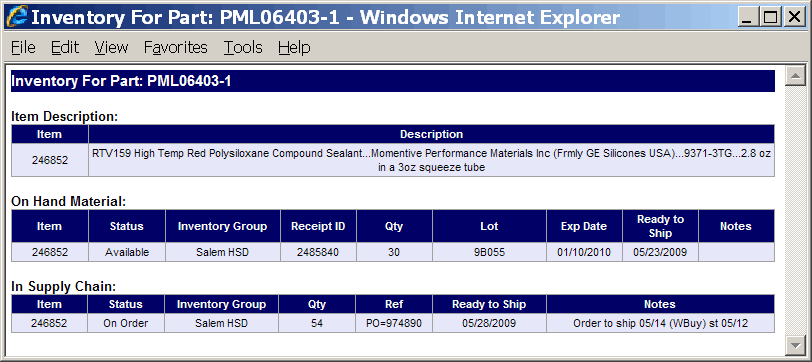 Inventory For Part: PML06403-1 - Windows Internet Explorer
File Edit View Favorites Tools Help
Inventory For Part: PML06403-1
Item Description:
Item Description
246852 RTV159 High Temp Red Polysiloxane Compound Sealant...Momentive Performance Materials Inc (Frmly GE Silicones USA)...9371-3TG...2.8 oz
in a 3oz squeeze tube
On Hand Material:
Item Status Inventory Group Receipt ID Qty Lot Exp Date Ready to
Ship Notes
246852 Available Salem HSD 2485840 30 9B055 01/10/2010 05/23/2009
In Supply Chain:
Item Status Inventory Group Qty Ref Ready to Ship Notes
246852 On Order Salem HSD 54 PO=974890 05/28/2009 Order to ship 05/14 (WBuy) st 05/12